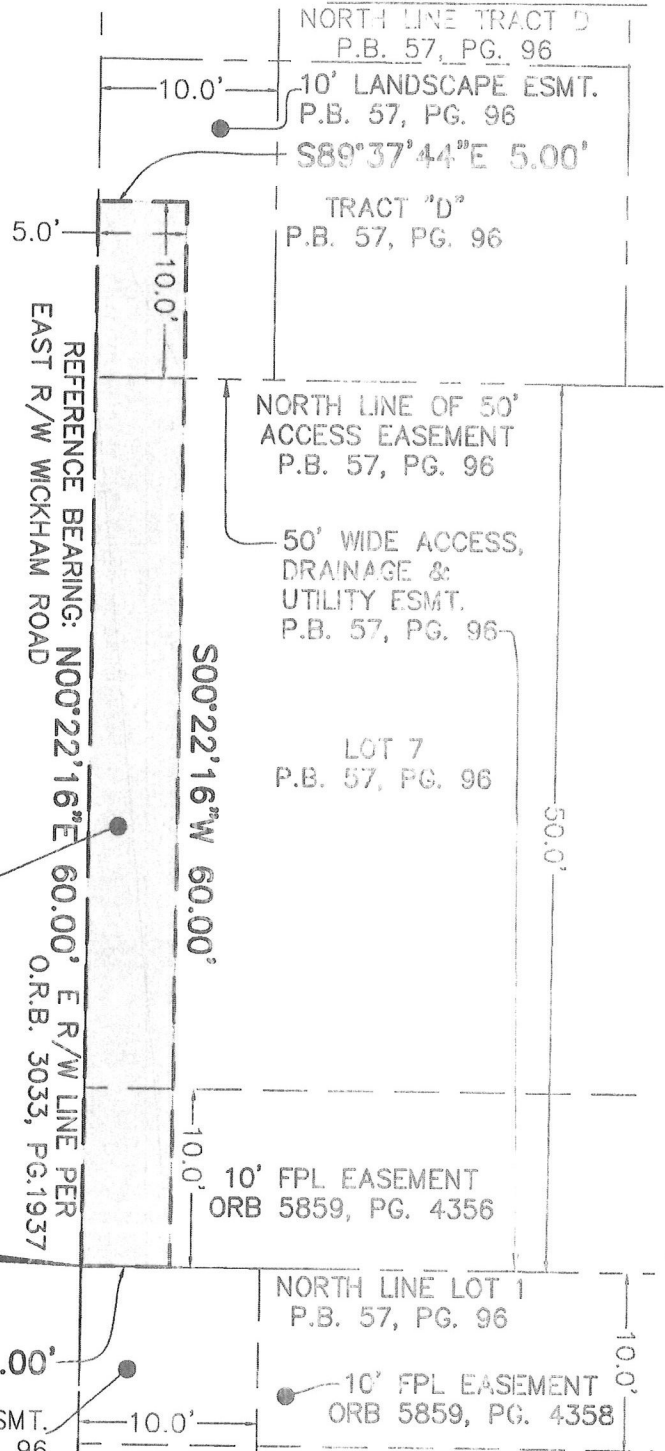 NORTH LINE TRACT D
P.B. 57, PG. 96
10.0'
10' LANDSCAPE ESMT.
P.B. 57, PG. 96
S89°37'44"E 5.00'
TRACT "D"
P.B. 57, PG. 96
5.0'
10.0'
NORTH LINE OF 50'
ACCESS EASEMENT
P.B. 57, PG. 96
50' WIDE ACCESS,
DRAINAGE &
UTILITY ESMT.
P.B. 57, PG. 96
REFERENCE BEARING: N00°22'16"E 60.00' E R/W LINE PER
EAST R/W WICKHAM ROAD
O.R.B. 3033, PG.1937
S00°22'16"W 60.00'
LOT 7
P.B. 57, PG. 96
50.0'
10.0'
10' FPL EASEMENT
ORB 5859, PG. 4356
NORTH LINE LOT 1
P.B. 57, PG. 96
.00'
10' FPL EASEMENT
ORB 5859, PG. 4358
10.0'
SMT.
96
10.0'